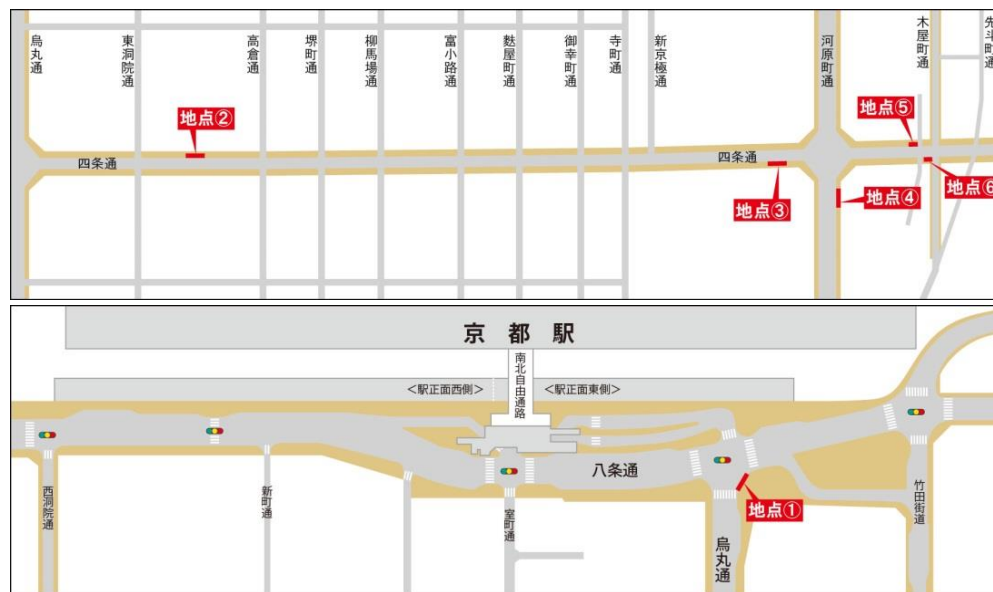 烏丸通
東洞院通
高倉通
堺町通
柳馬場通
富小路通
麩屋町通
御幸町通
寺町通
新京極通
河原町通
木屋町通
先斗町通
地点②
地点⑤
四条通
四条通
地点③
地点④
地点⑥
京都駅
<駅正面西側>
南北自由通路
<駅正面東側>
八条通
西洞院通
新町通
室町通
地点①
烏丸通
竹田街道